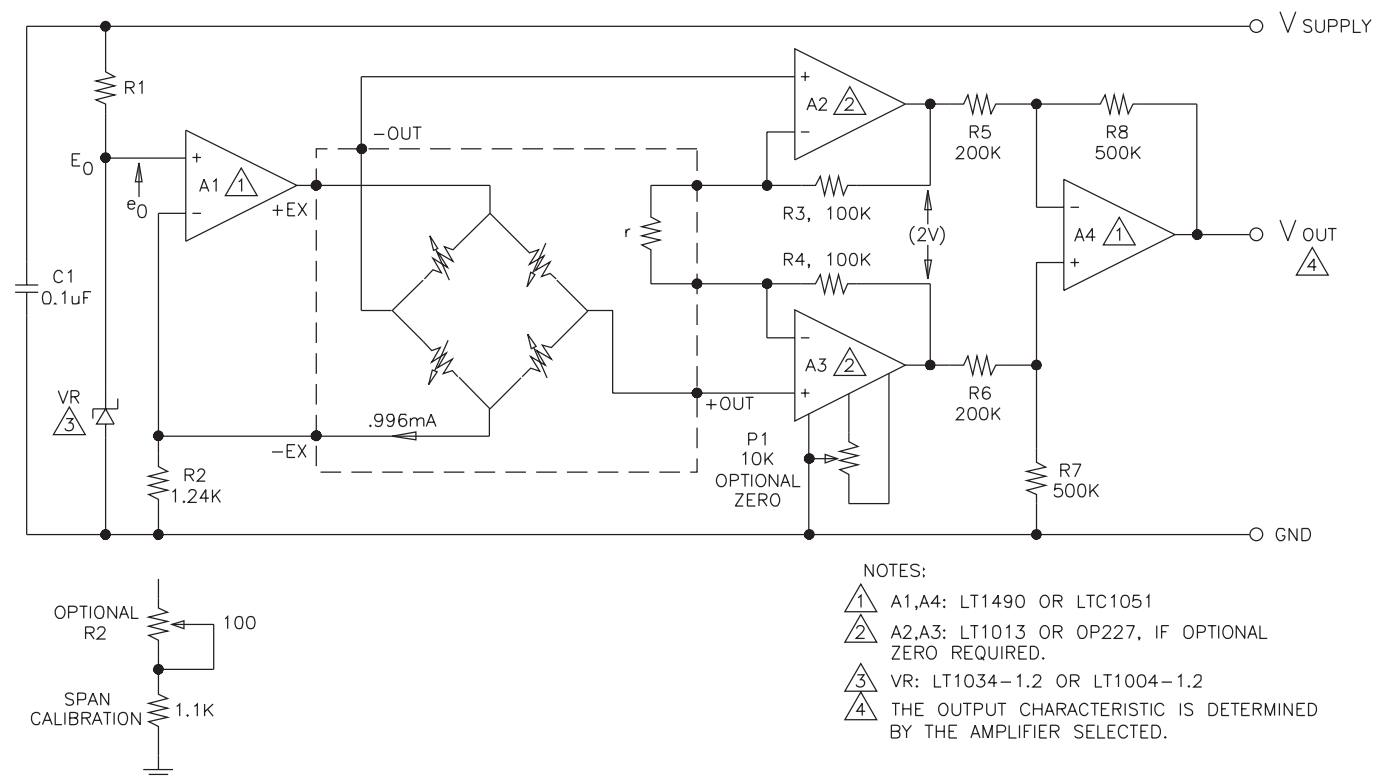 V SUPPLY
R1
A2 2
+
−
−OUT
R5
200K
R8
500K
E0
e0
+
−
A1 1
+EX
R3, 100K
r
(2V)
R4, 100K
−
+
A4 1
V OUT
4
C1
0.1uF
−
+
A3 2
R6
200K
+OUT
VR
3
.996mA
−EX
P1
10K
OPTIONAL
ZERO
R2
1.24K
R7
500K
GND
OPTIONAL
R2
100
SPAN
CALIBRATION
1.1K
NOTES:
1 A1,A4: LT1490 OR LTC1051
2 A2,A3: LT1013 OR OP227, IF OPTIONAL
ZERO REQUIRED.
3 VR: LT1034−1.2 OR LT1004−1.2
4 THE OUTPUT CHARACTERISTIC IS DETERMINED
BY THE AMPLIFIER SELECTED.